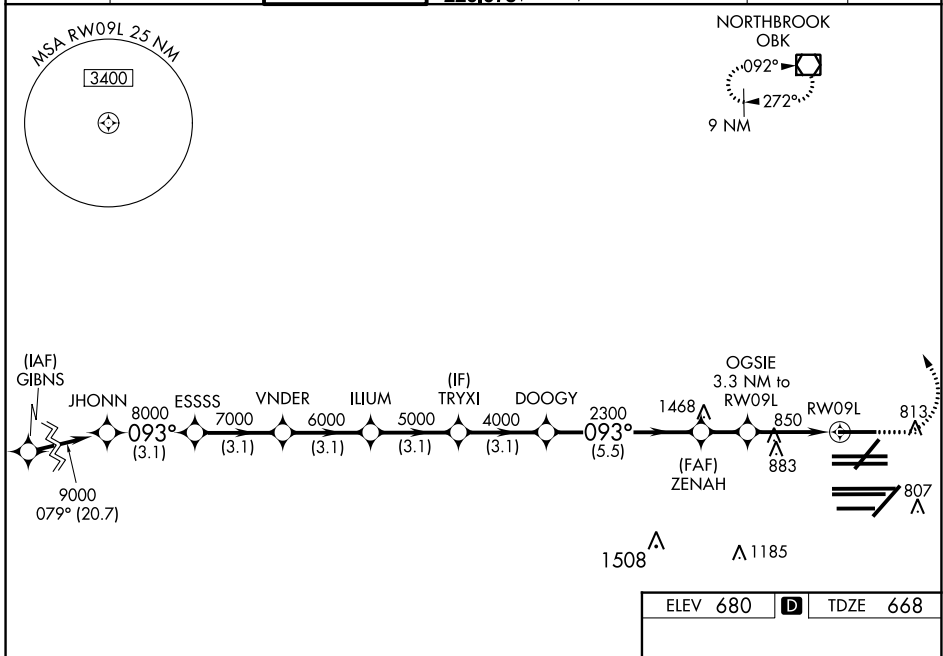 MSA RW09L 25 NM
3400
NORTHBROOK
OBK
092°
272°
9 NM
(IAF)
GIBNS
JHONN
8000
093°
(3.1)
ESSSS
7000
(3.1)
VNDER
6000
(3.1)
ILIUM
5000
(3.1)
(IF)
TRYXI
4000
(3.1)
DOOGY
2300
093°
(5.5)
1468
(FAF)
ZENAH
OGSIE
3.3 NM to
RW09L
850
883
RW09L
813
807
9000
079° (20.7)
1508
1185
ELEV 680 D TDZE 668